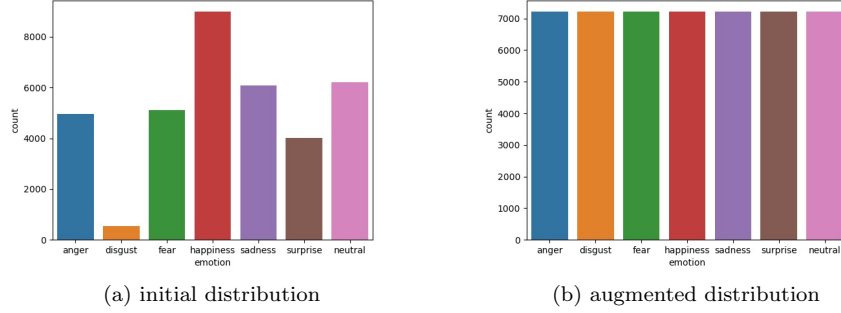 8000
6000
4000
2000
0
count
anger disgust fear happiness sadness surprise neutral
emotion
(a) initial distribution
7000
6000
5000
4000
3000
2000
1000
0
count
anger disgust fear happiness sadness surprise neutral
emotion
(b) augmented distribution